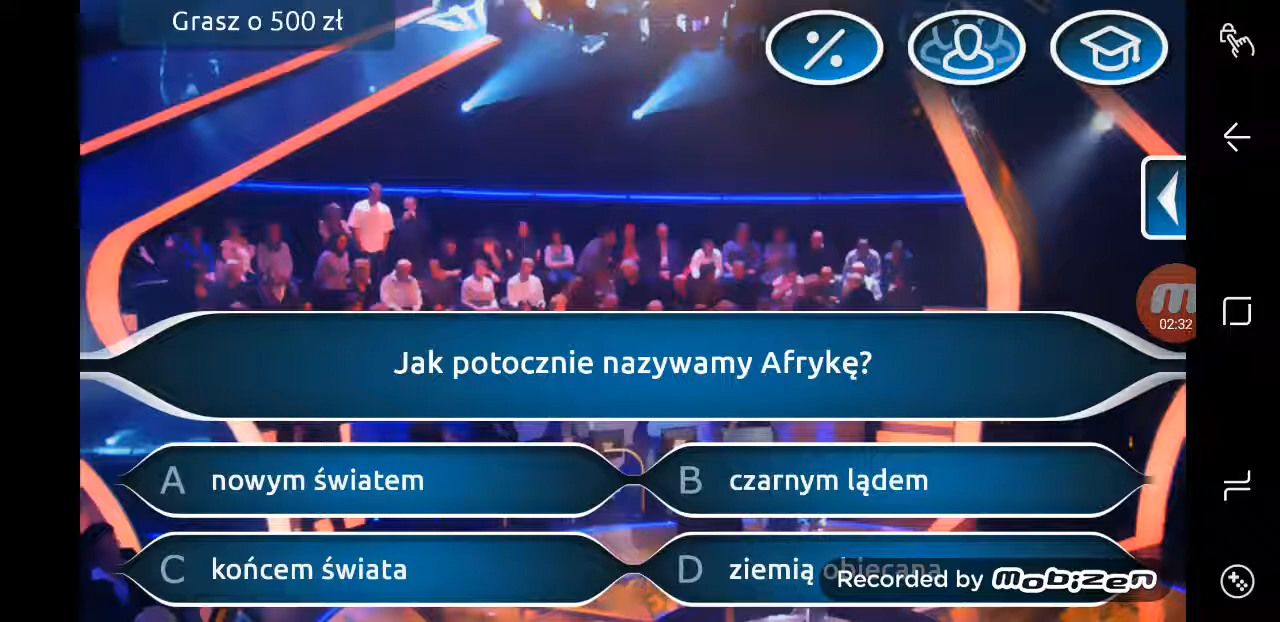 Grasz o 500 zł
02:32
Jak potocznie nazywamy Afrykę?
A nowym światem
B czarnym lądem
C końcem świata
D ziemią obiecaną
Recorded by mobizen